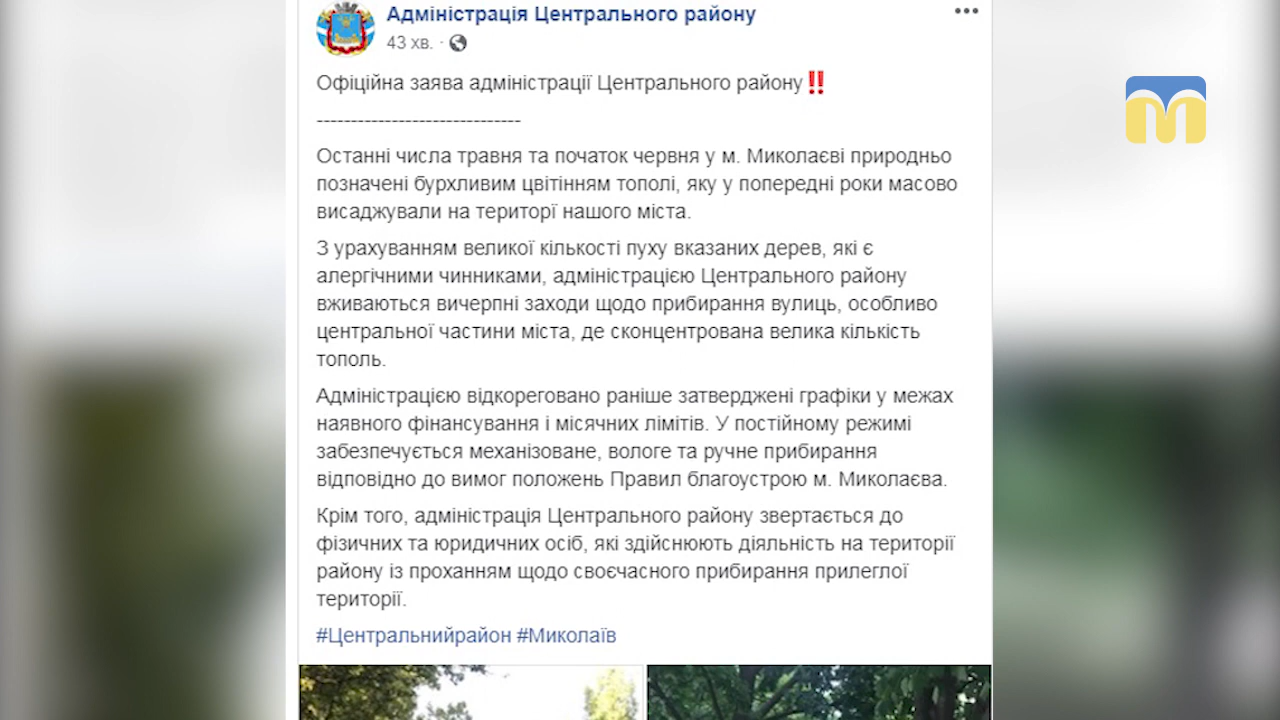 Адміністрація Центрального району
43 хв. ·
Офіційна заява адміністрації Центрального району‼
------------------------------
Останні числа травня та початок червня у м. Миколаєві природньо
позначені бурхливим цвітінням тополі, яку у попередні роки масово
висаджували на територї нашого міста.
З урахуванням великої кількості пуху вказаних дерев, які є
алергічними чинниками, адміністрацією Центрального району
вживаються вичерпні заходи щодо прибирання вулиць, особливо
центральної частини міста, де сконцентрована велика кількість
тополь.
Адміністрацією відкореговано раніше затверджені графіки у межах
наявного фінансування і місячних лімітів. У постійному режимі
забезпечується механізоване, вологе та ручне прибирання
відповідно до вимог положень Правил благоустрою м. Миколаєва.
Крім того, адміністрація Центрального району звертається до
фізичних та юридичних осіб, які здійснюють діяльність на території
району із проханням щодо своєчасного прибирання прилеглої
території.
#Центральнийрайон #Миколаїв